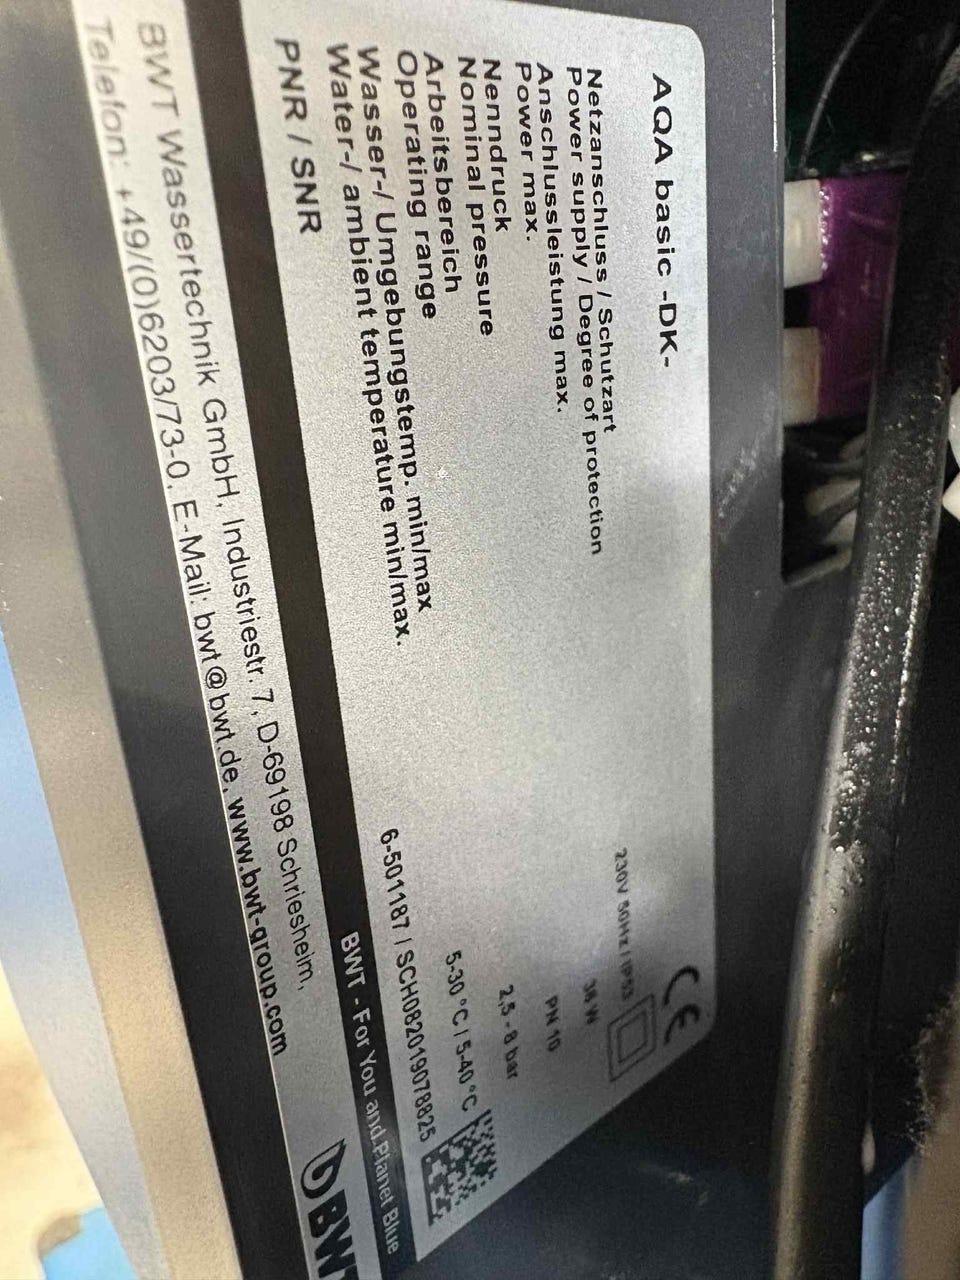 AQA basic -DK-
Netzanschluss / Schutzart
Power supply / Degree of protection
230V 50Hz / IP53
Anschlussleistung max.
Power max.
36 W
Nenndruck
Nominal pressure
PN 10
Arbeitsbereich
Operating range
2,5 - 8 bar
Wasser-/ Umgebungstemp. min/max
Water-/ ambient temperature min/max.
5-30 °C / 5-40 °C
PNR / SNR
6-501187 / SCH082019078825
CE
BWT - For You and Planet Blue
BWT Wassertechnik GmbH, Industriestr. 7, D-69198 Schriesheim,
Telefon: +49/(0)6203/73-0, E-Mail: bwt@bwt.de, www.bwt-group.com
BWT